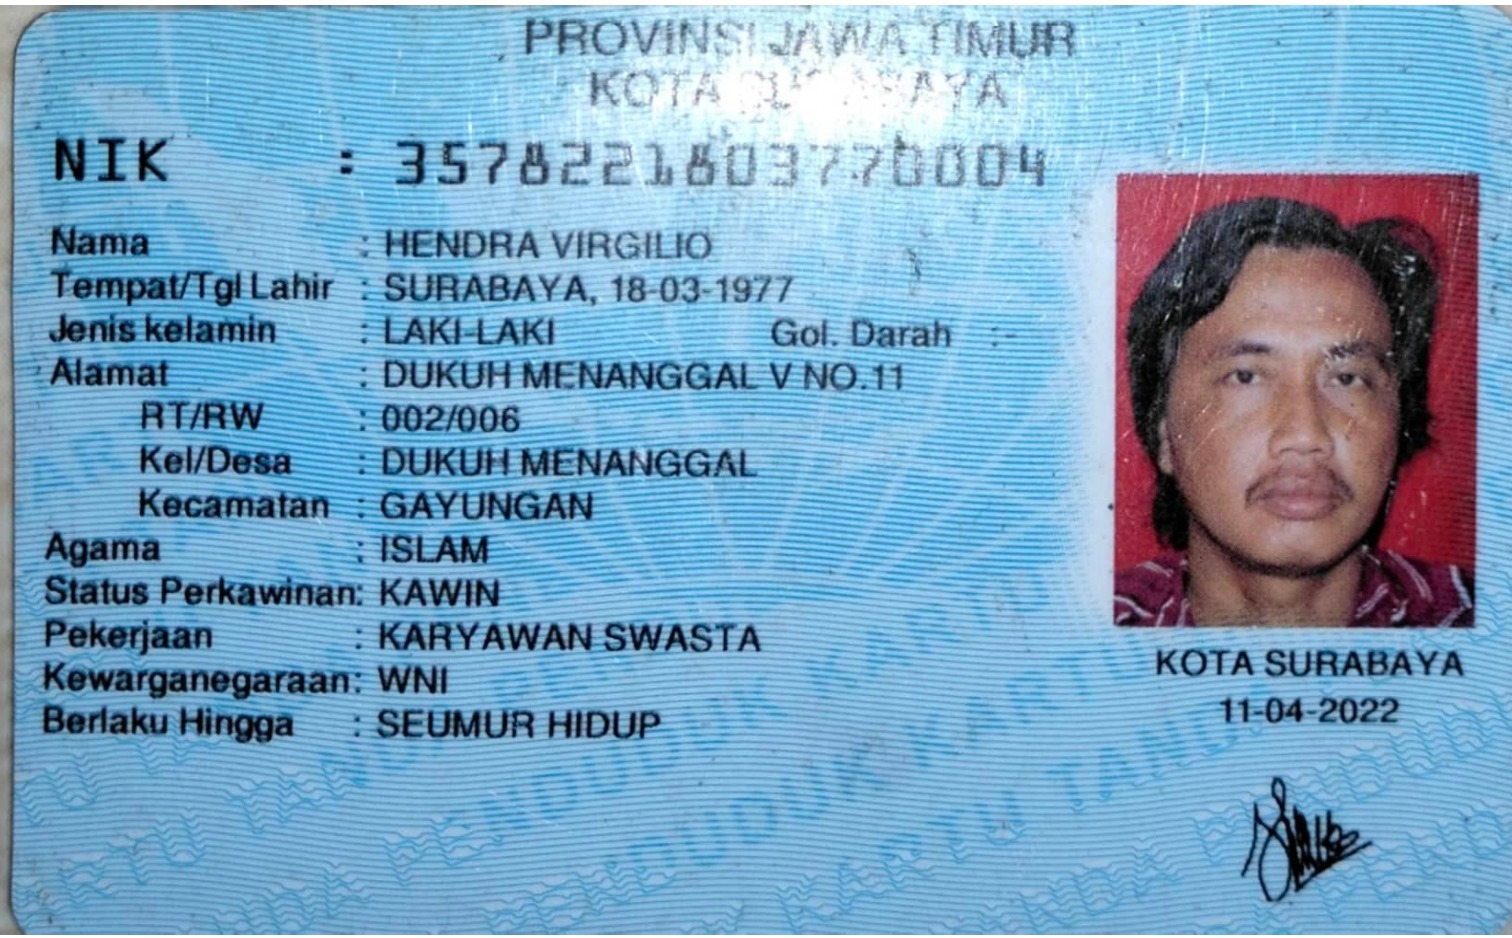 PROVINSI JAWA TIMUR
KOTA SURABAYA
NIK : 3578221803770004
Nama : HENDRA VIRGILIO
Tempat/Tgl Lahir : SURABAYA, 18-03-1977
Jenis kelamin : LAKI-LAKI Gol. Darah :-
Alamat : DUKUH MENANGGAL V NO.11
RT/RW : 002/006
Kel/Desa : DUKUH MENANGGAL
Kecamatan : GAYUNGAN
Agama : ISLAM
Status Perkawinan: KAWIN
Pekerjaan : KARYAWAN SWASTA
Kewarganegaraan: WNI
Berlaku Hingga : SEUMUR HIDUP
KOTA SURABAYA
11-04-2022